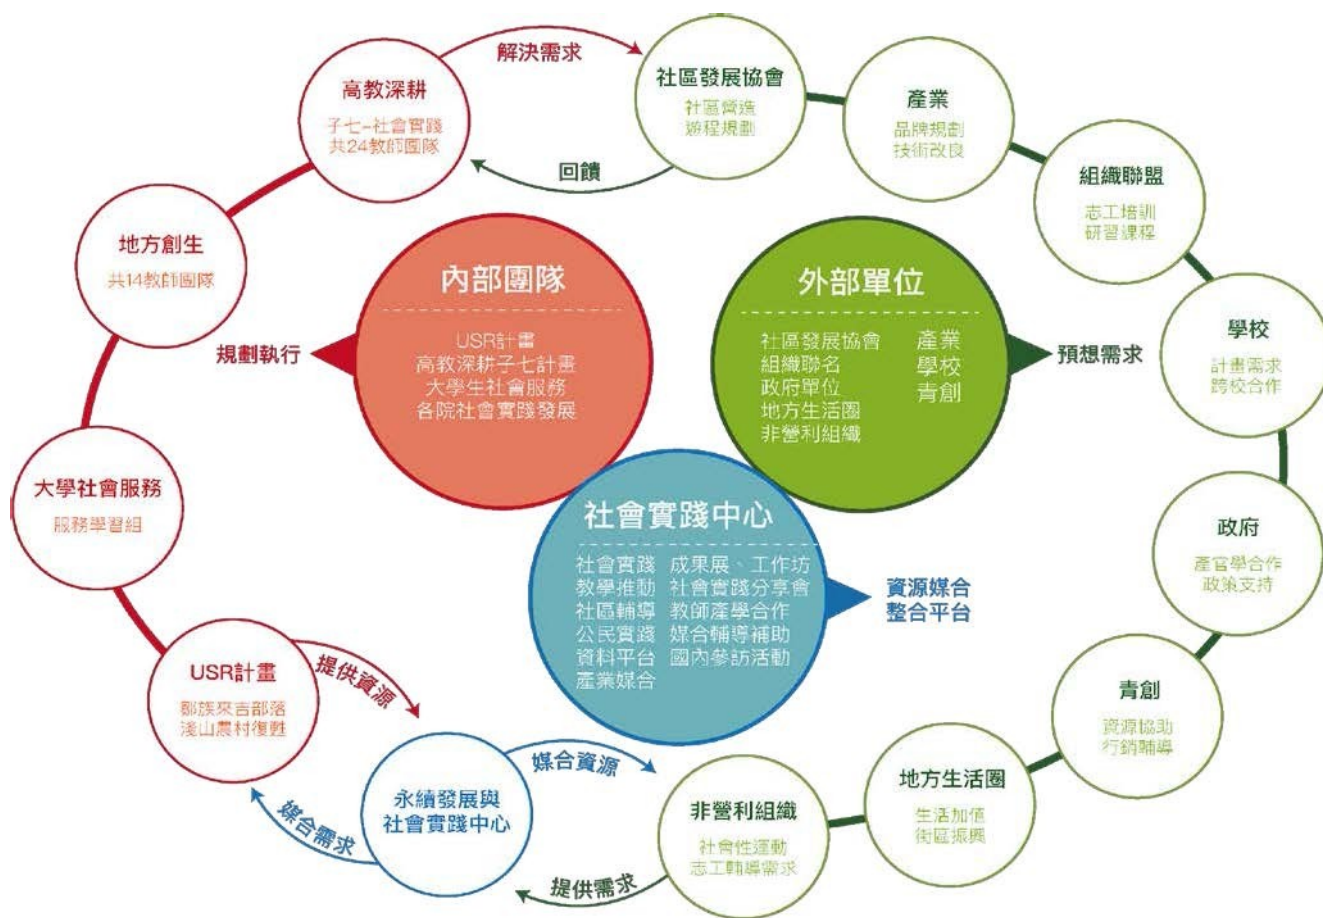 解決需求
高教深耕
子七-社會實踐
共24教師團隊
社區發展協會
社區營造
遊程規劃
產業
品牌規劃
技術改良
回饋
組織聯盟
志工培訓
研習課程
地方創生
共14教師團隊
內部團隊
USR計畫
高教深耕子七計畫
大學生社會服務
各院社會實踐發展
規劃執行
外部單位
社區發展協會
組織聯名
政府單位
地方生活圈
非營利組織
產業
學校
青創
預想需求
學校
計畫需求
跨校合作
大學社會服務
服務學習組
社會實踐中心
社會實踐
教學推動
社區輔導
公民實踐
資料平台
產業媒合
成果展、工作坊
社會實踐分享會
教師產學合作
媒合輔導補助
國內參訪活動
資源媒合
整合平台
政府
產官學合作
政策支持
USR計畫
鄒族來吉部落
淺山農村復甦
提供資源
青創
資源協助
行銷輔導
媒合資源
永續發展與
社會實踐中心
媒合需求
地方生活圈
生活加值
街區振興
非營利組織
社會性運動
志工輔導需求
提供需求